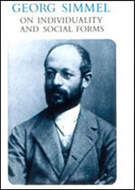 GEORG SIMMEL
ON INDIVIDUALITY
AND SOCIAL FORMS